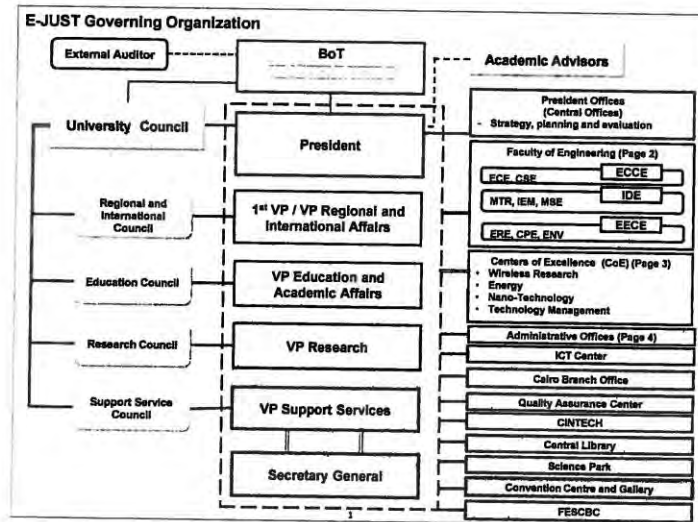 E-JUST Governing Organization
External Auditor
BoT
Academic Advisors
University Council
President
President Offices
(Central Offices)
- Strategy, planning and evaluation
Faculty of Engineering (Page 2)
ECCE
ECE, CSE
IDE
MTR, IEM, MSE
EECE
ERE, CPE, ENV
Regional and
International
Council
1st VP / VP Regional and
International Affairs
Centers of Excellence (CoE) (Page 3)
• Wireless Research
• Energy
• Nano-Technology
• Technology Management
Education Council
VP Education and
Academic Affairs
Research Council
VP Research
Administrative Offices (Page 4)
ICT Center
Cairo Branch Office
Quality Assurance Center
CINTECH
Central Library
Science Park
Convention Centre and Gallery
FESCBC
Support Service
Council
VP Support Services
Secretary General
1